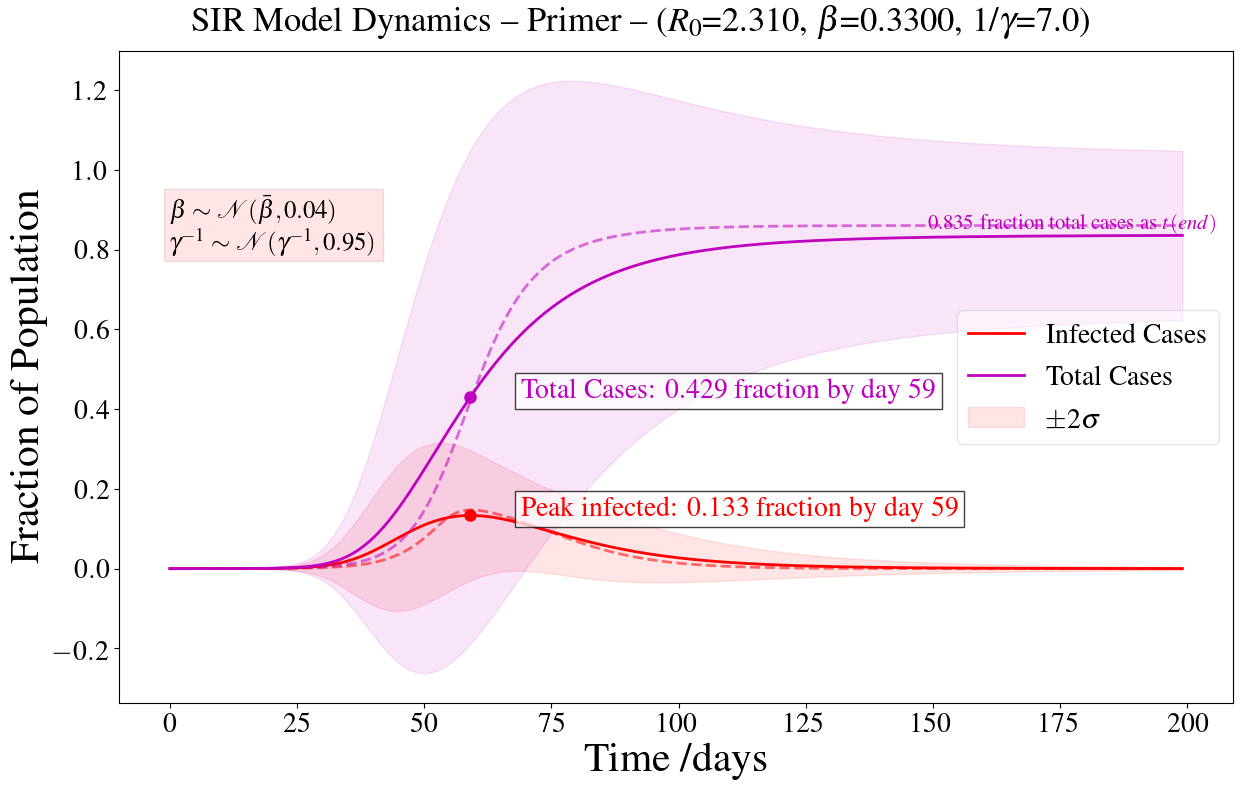 SIR Model Dynamics – Primer – (R₀=2.310, β=0.3300, 1/γ=7.0)
Fraction of Population
1.2
1.0
0.8
0.6
0.4
0.2
0.0
−0.2
β ∼ 𝒩(β̄, 0.04)
γ⁻¹ ∼ 𝒩(γ⁻¹, 0.95)
0.835 fraction total cases as t(end)
Infected Cases
Total Cases
±2σ
Total Cases: 0.429 fraction by day 59
Peak infected: 0.133 fraction by day 59
0 25 50 75 100 125 150 175 200
Time /days